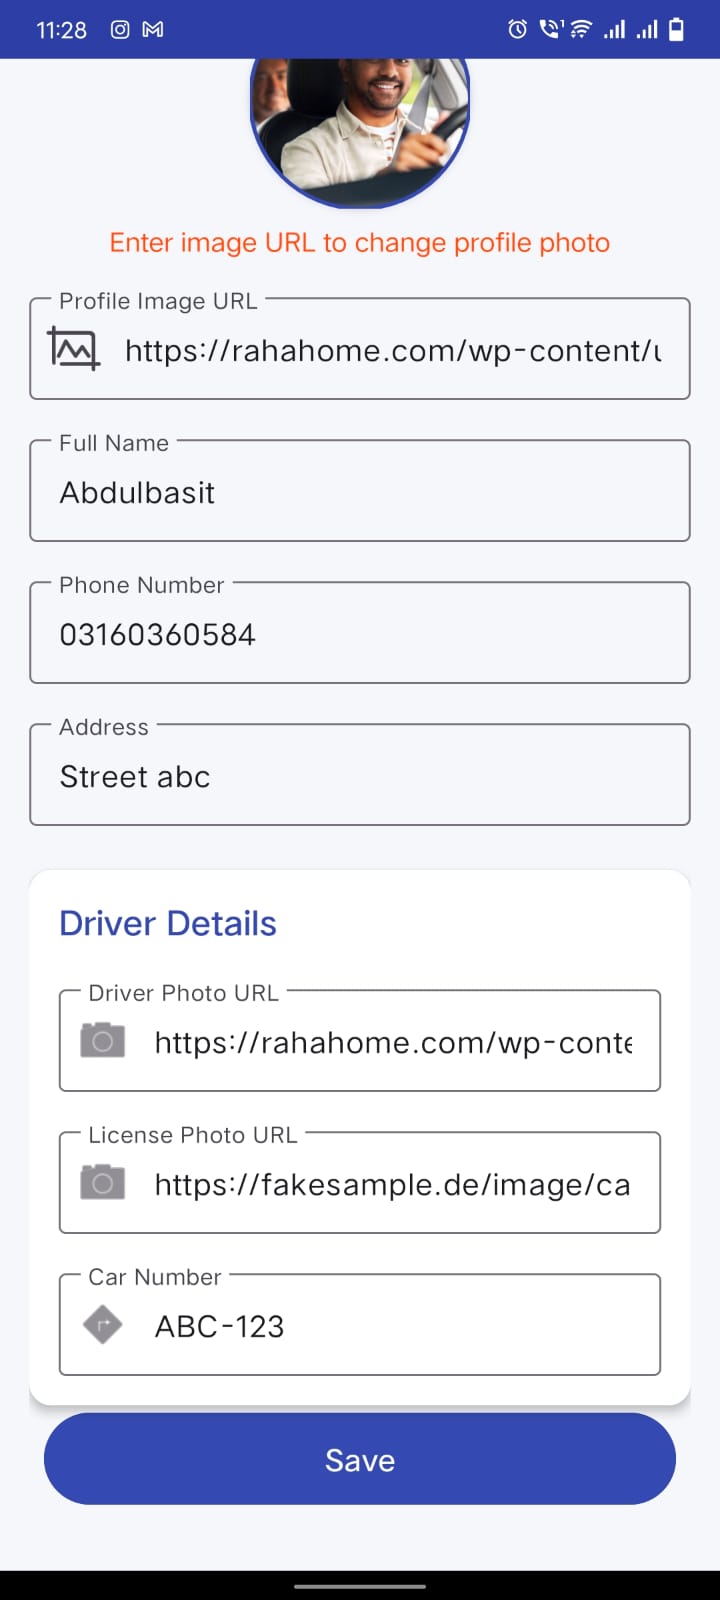 11:28
Enter image URL to change profile photo
Profile Image URL
https://rahahome.com/wp-content/u
Full Name
Abdulbasit
Phone Number
03160360584
Address
Street abc
Driver Details
Driver Photo URL
https://rahahome.com/wp-conte
License Photo URL
https://fakesample.de/image/ca
Car Number
ABC-123
Save